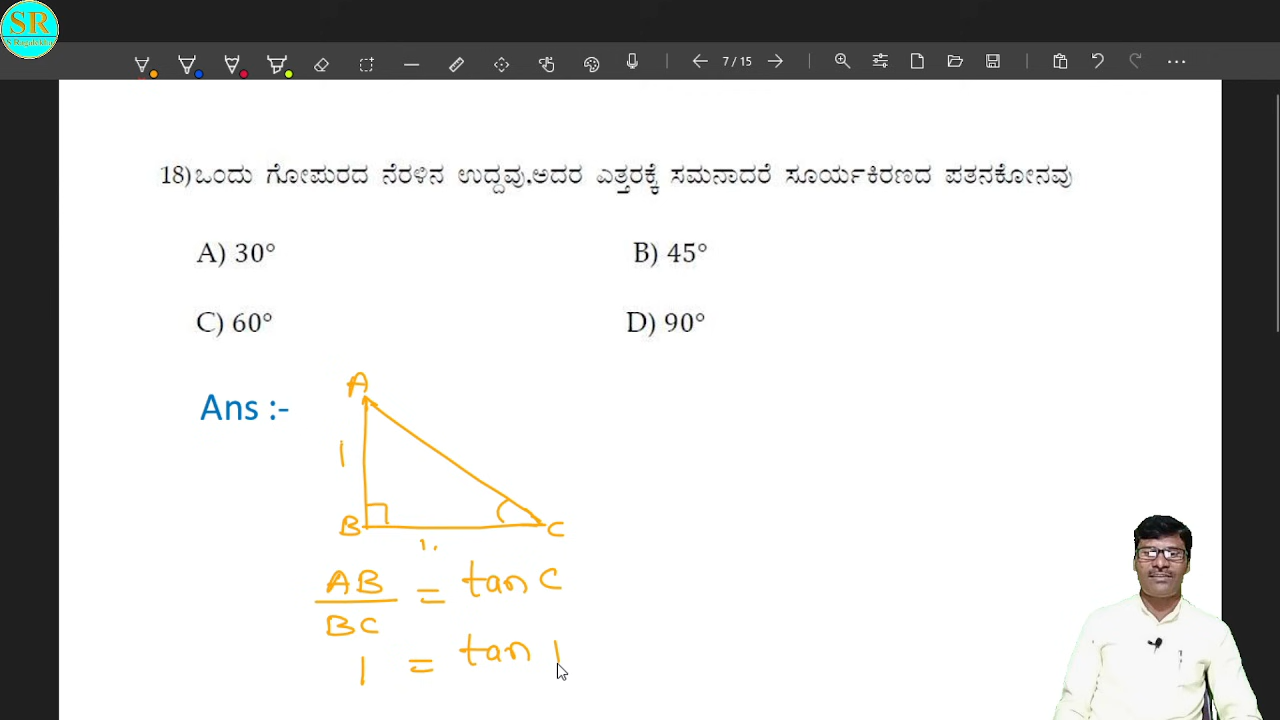 SR
7 / 15
18)ಒಂದು ಗೋಪುರದ ನೆರಳಿನ ಉದ್ದವು,ಅದರ ಎತ್ತರಕ್ಕೆ ಸಮನಾದರೆ ಸೂರ್ಯಕಿರಣದ ಪತನಕೋನವು
A) 30° B) 45°
C) 60° D) 90°
Ans :-
A
1
B C
1.
AB = tan C
BC
1 = tan 1